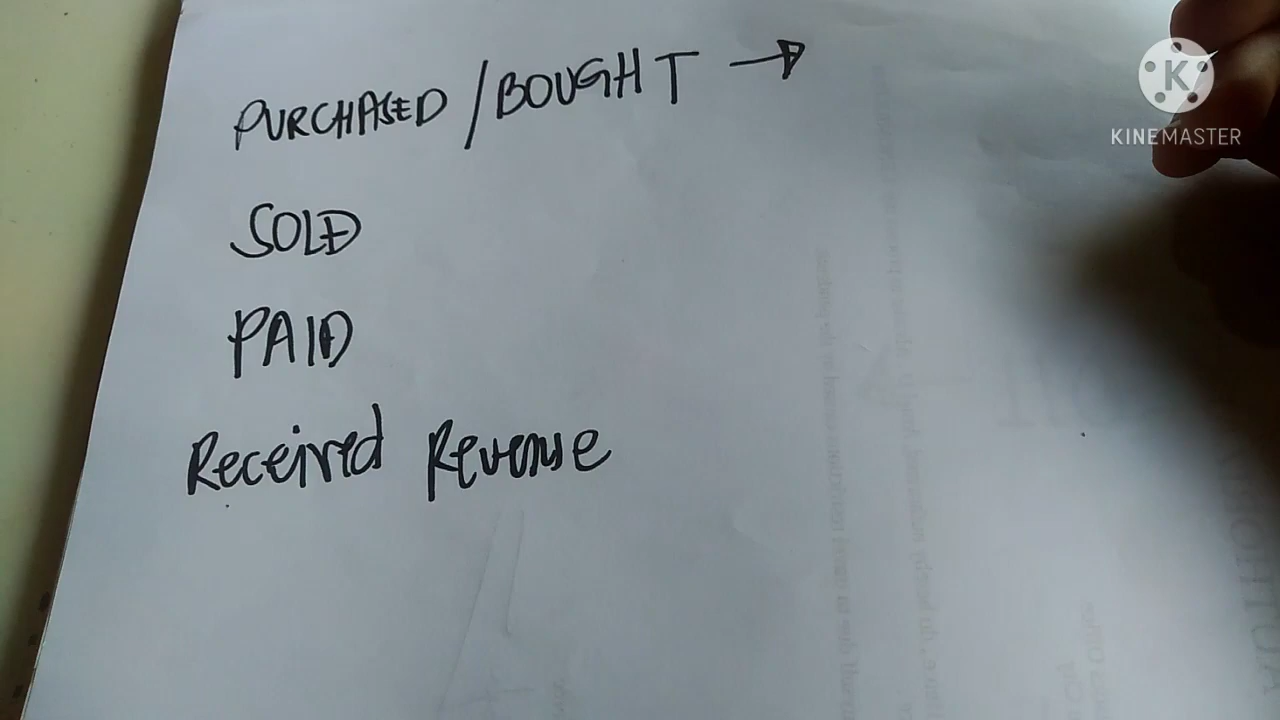 PURCHASED / BOUGHT →
SOLD
PAID
Received Revenue
K
KINEMASTER